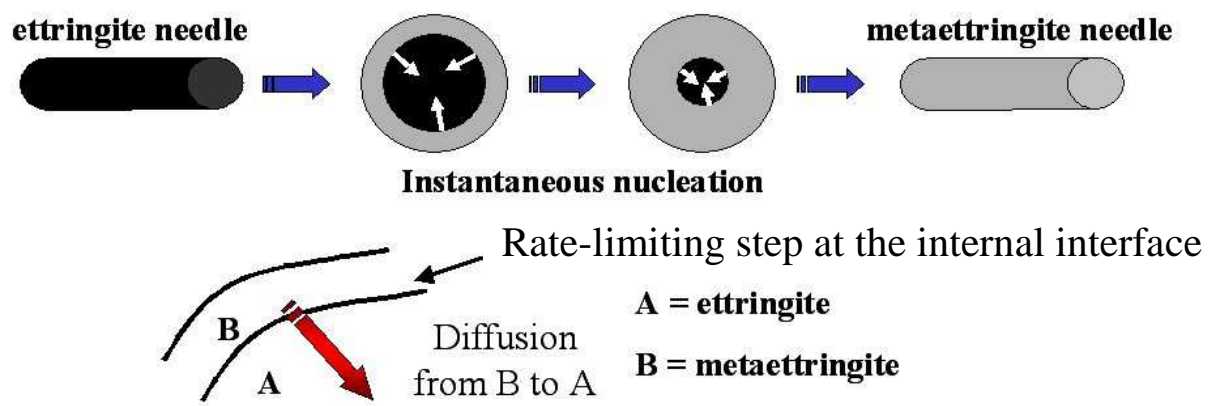 ettringite needle
metaettringite needle
Instantaneous nucleation
Rate-limiting step at the internal interface
A = ettringite
B
Diffusion
B = metaettringite
A
from B to A